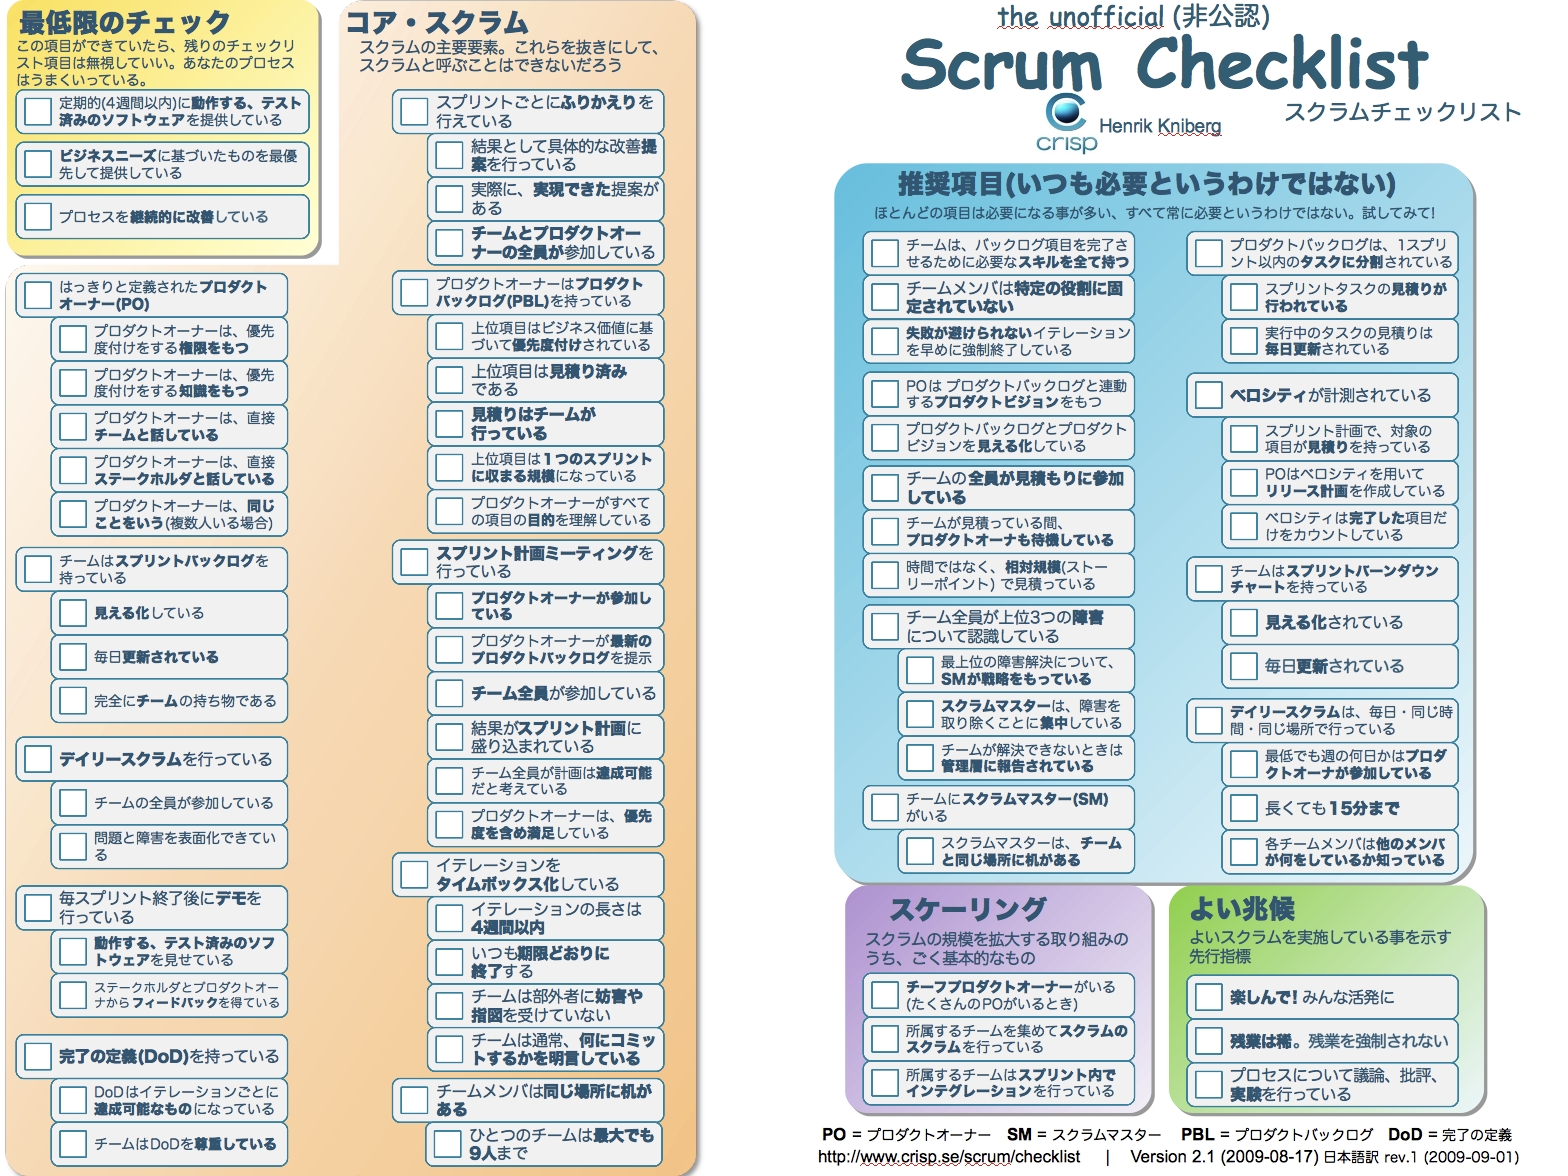 最低限のチェック
この項目ができていたら、残りのチェックリ
スト項目は無視していい。あなたのプロセス
はうまくいっている。
定期的(4週間以内)に動作する、テスト
済みのソフトウェアを提供している
ビジネスニーズに基づいたものを最優
先して提供している
プロセスを継続的に改善している
はっきりと定義されたプロダクト
オーナー(PO)
プロダクトオーナーは、優先
度付けをする権限をもつ
プロダクトオーナーは、優先
度付けをする知識をもつ
プロダクトオーナーは、直接
チームと話している
プロダクトオーナーは、直接
ステークホルダと話している
プロダクトオーナーは、同じ
ことをいう(複数人いる場合)
チームはスプリントバックログを
持っている
見える化している
毎日更新されている
完全にチームの持ち物である
デイリースクラムを行っている
チームの全員が参加している
問題と障害を表面化できてい
る
毎スプリント終了後にデモを
行っている
動作する、テスト済みのソフ
トウェアを見せている
ステークホルダとプロダクトオー
ナから フィードバックを得ている
完了の定義(DoD)を持っている
DoDはイテレーションごとに
達成可能なものになっている
チームはDoDを尊重している
コア・スクラム
スクラムの主要要素。これらを抜きにして、
スクラムと呼ぶことはできないだろう
スプリントごとにふりかえりを
行えている
結果として具体的な改善提
案を行っている
実際に、実現できた提案が
ある
チームとプロダクトオー
ナーの全員が参加している
プロダクトオーナーはプロダクト
バックログ(PBL)を持っている
上位項目はビジネス価値に基
づいて優先度付けされている
上位項目は見積り済み
である
見積りはチームが
行っている
上位項目は１つのスプリント
に収まる規模になっている
プロダクトオーナーがすべて
の項目の目的を理解している
スプリント計画ミーティングを
行っている
プロダクトオーナーが参加し
ている
プロダクトオーナーが最新の
プロダクトバックログを提示
チーム全員が参加している
結果がスプリント計画に
盛り込まれている
チーム全員が計画は達成可能
だと考えている
プロダクトオーナーは、優先
度を含め満足している
イテレーションを
タイムボックス化している
イテレーションの長さは
4週間以内
いつも期限どおりに
終了する
チームは部外者に妨害や
指図を受けていない
チームは通常、何にコミッ
トするかを明言している
チームメンバは同じ場所に机が
ある
ひとつのチームは最大でも
9人まで
the unofficial (非公認)
Scrum Checklist
スクラムチェックリスト
crisp
Henrik Kniberg
推奨項目(いつも必要というわけではない)
ほとんどの項目は必要になる事が多い、すべて常に必要というわけではない。試してみて!
チームは、バックログ項目を完了さ
せるために必要なスキルを全て持つ
チームメンバは特定の役割に固
定されていない
失敗が避けられないイテレーション
を早めに強制終了している
POは プロダクトバックログと連動
するプロダクトビジョンをもつ
プロダクトバックログとプロダクト
ビジョンを見える化している
チームの全員が見積もりに参加
している
チームが見積っている間、
プロダクトオーナも待機している
時間ではなく、相対規模(ストー
リーポイント) で見積っている
チーム全員が上位3つの障害
について認識している
最上位の障害解決について、
SMが戦略をもっている
スクラムマスターは、障害を
取り除くことに集中している
チームが解決できないときは
管理層に報告されている
チームにスクラムマスター(SM)
がいる
スクラムマスターは、チーム
と同じ場所に机がある
プロダクトバックログは、1スプリ
ント以内のタスクに分割されている
スプリントタスクの見積りが
行われている
実行中のタスクの見積りは
毎日更新されている
ベロシティが計測されている
スプリント計画で、対象の
項目が見積りを持っている
POはベロシティを用いて
リリース計画を作成している
ベロシティは完了した項目だ
けをカウントしている
チームはスプリントバーンダウン
チャートを持っている
見える化されている
毎日更新されている
デイリースクラムは、毎日・同じ時
間・同じ場所で行っている
最低でも週の何日かはプロダ
クトオーナが参加している
長くても15分まで
各チームメンバは他のメンバ
が何をしているか知っている
スケーリング
スクラムの規模を拡大する取り組みの
うち、ごく基本的なもの
チーフプロダクトオーナーがいる
(たくさんのPOがいるとき)
所属するチームを集めてスクラムの
スクラムを行っている
所属するチームはスプリント内で
インテグレーションを行っている
よい兆候
よいスクラムを実施している事を示す
先行指標
楽しんで! みんな活発に
残業は稀。残業を強制されない
プロセスについて議論、批評、
実験を行っている
PO = プロダクトオーナー SM = スクラムマスター PBL = プロダクトバックログ DoD = 完了の定義
http://www.crisp.se/scrum/checklist | Version 2.1 (2009-08-17) 日本語訳 rev.1 (2009-09-01)